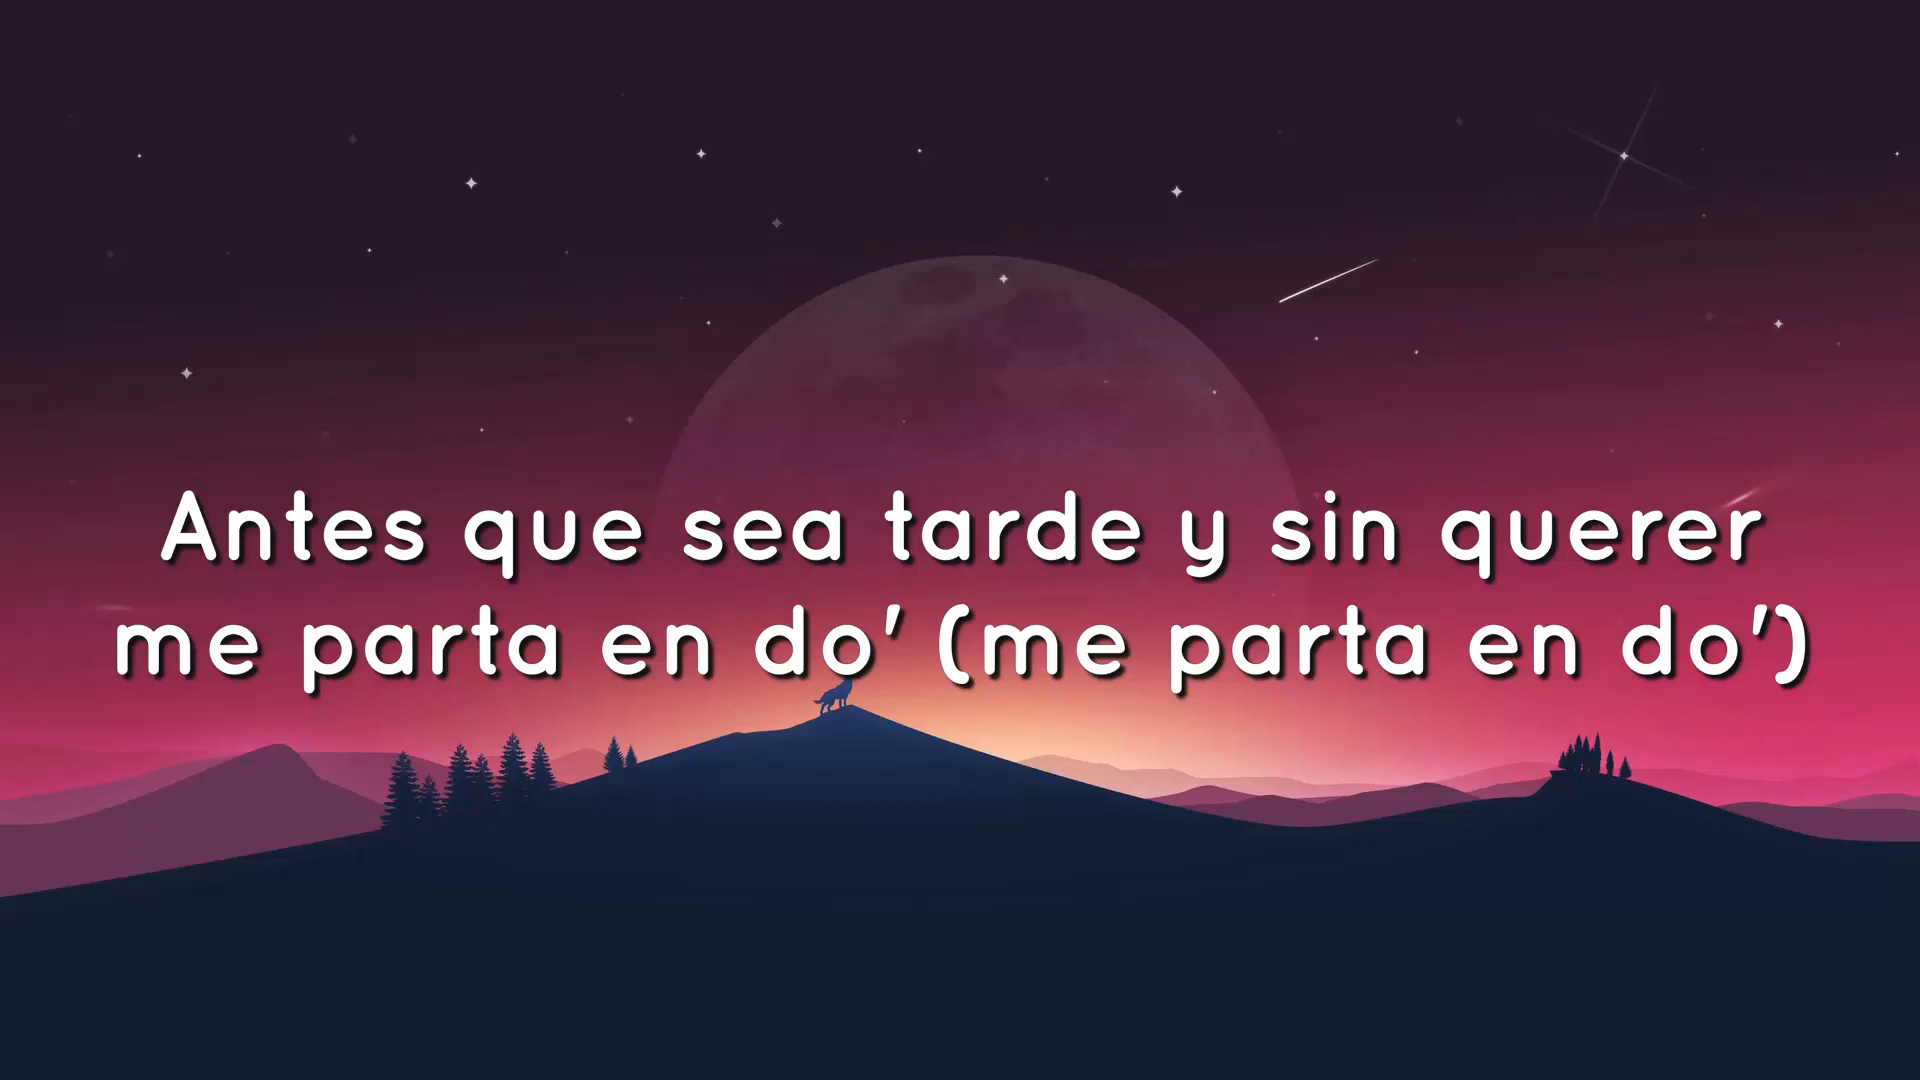 Antes que sea tarde y sin querer
me parta en do' (me parta en do')